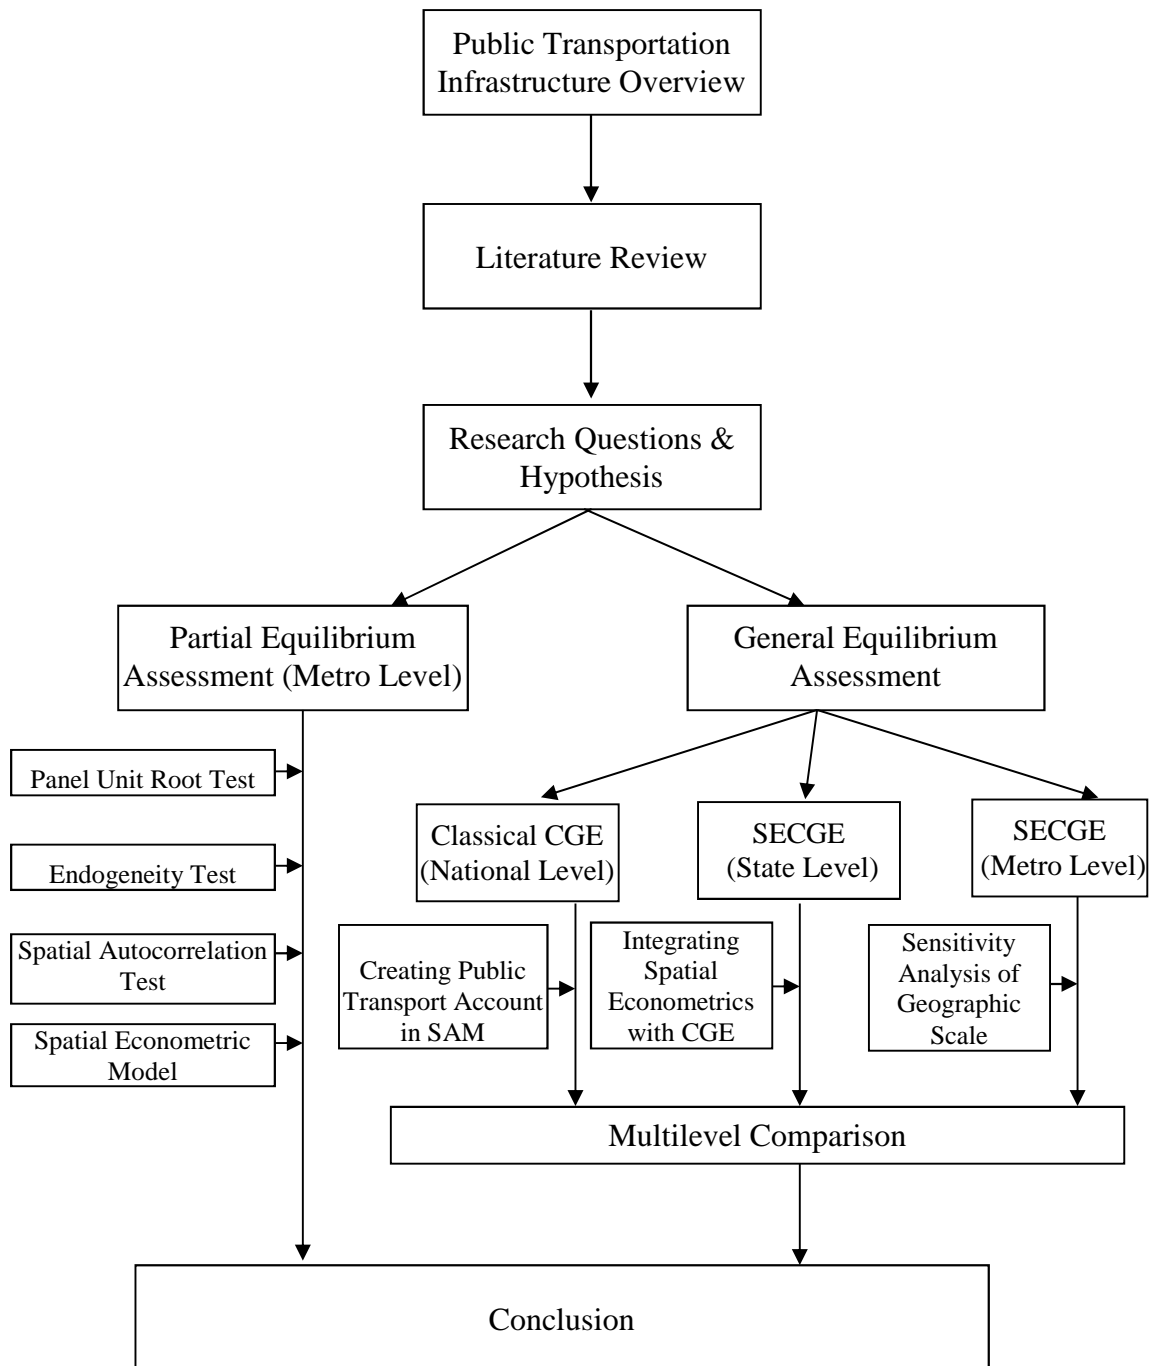 Public Transportation
Infrastructure Overview
Literature Review
Research Questions &
Hypothesis
Partial Equilibrium
Assessment (Metro Level)
General Equilibrium
Assessment
Panel Unit Root Test
Endogeneity Test
Spatial Autocorrelation
Test
Spatial Econometric
Model
Classical CGE
(National Level)
SECGE
(State Level)
SECGE
(Metro Level)
Creating Public
Transport Account
in SAM
Integrating
Spatial
Econometrics
with CGE
Sensitivity
Analysis of
Geographic
Scale
Multilevel Comparison
Conclusion